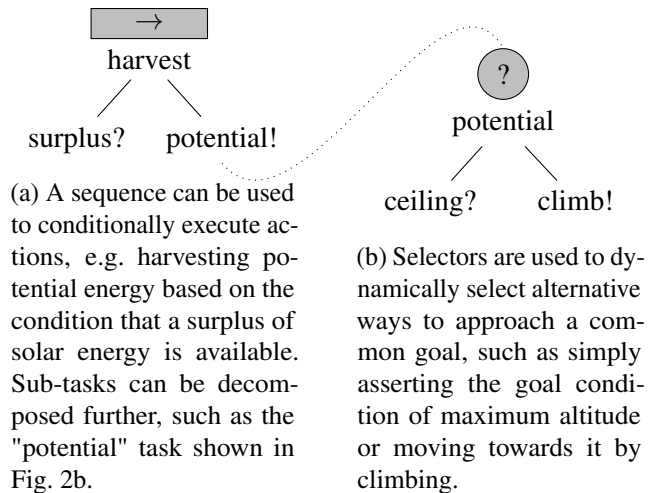 →
harvest
surplus? potential!
(a) A sequence can be used
to conditionally execute ac-
tions, e.g. harvesting po-
tential energy based on the
condition that a surplus of
solar energy is available.
Sub-tasks can be decom-
posed further, such as the
"potential" task shown in
Fig. 2b.
?
potential
ceiling? climb!
(b) Selectors are used to dy-
namically select alternative
ways to approach a com-
mon goal, such as simply
asserting the goal condi-
tion of maximum altitude
or moving towards it by
climbing.